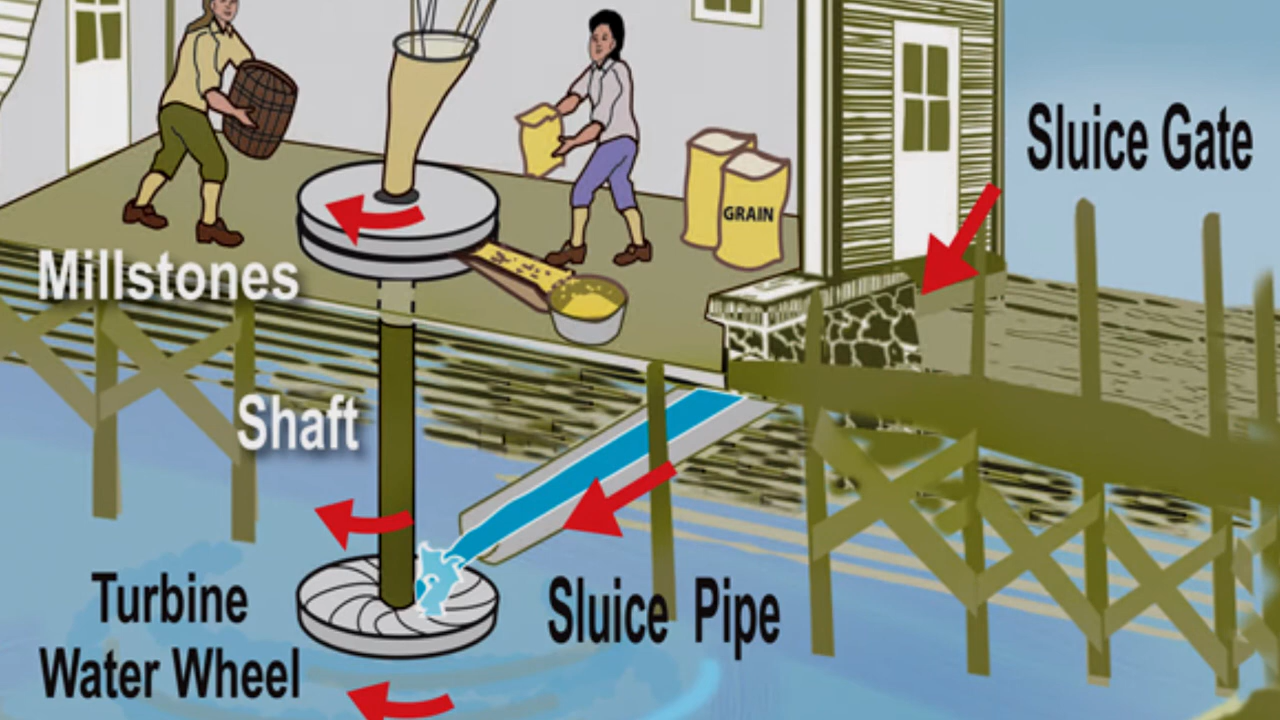 Sluice Gate
GRAIN
Millstones
Shaft
Turbine
Water Wheel
Sluice Pipe